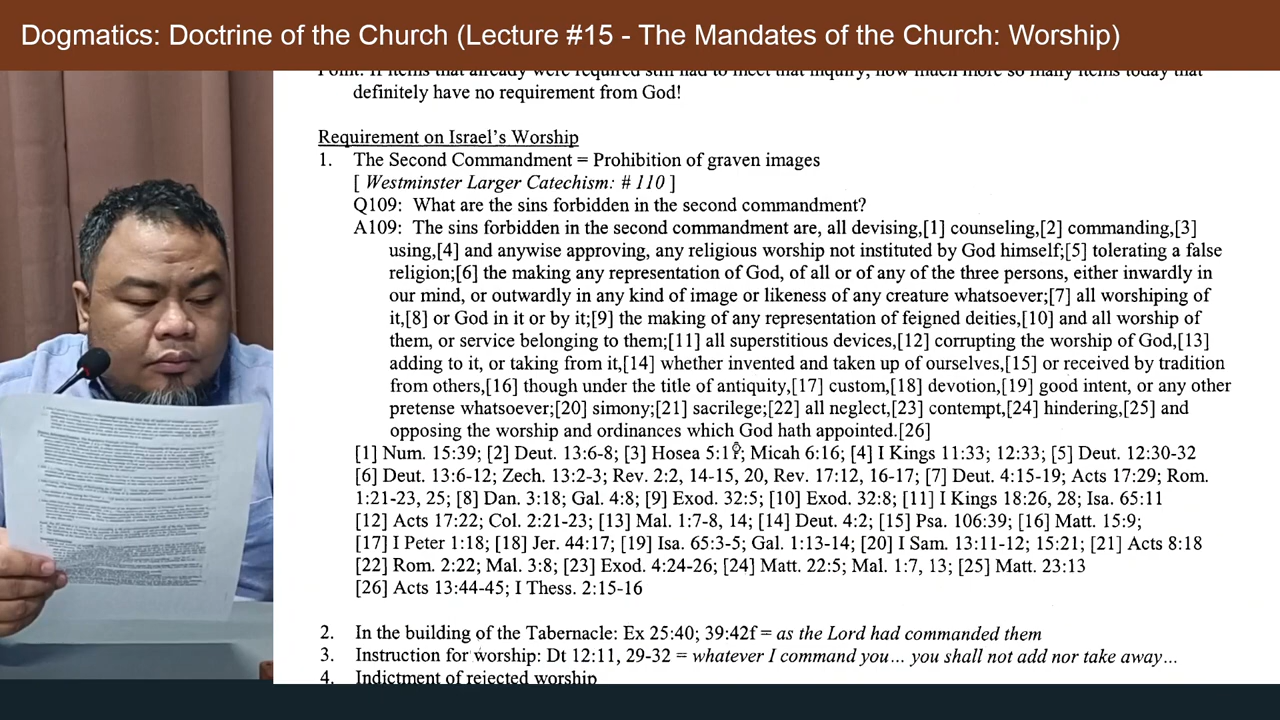 Dogmatics: Doctrine of the Church (Lecture #15 - The Mandates of the Church: Worship)
Point: If items that already were required still had to meet that inquiry, how much more so many items today that
definitely have no requirement from God!
Requirement on Israel's Worship
1. The Second Commandment = Prohibition of graven images
[ Westminster Larger Catechism: # 110 ]
Q109: What are the sins forbidden in the second commandment?
A109: The sins forbidden in the second commandment are, all devising,[1] counseling,[2] commanding,[3]
using,[4] and anywise approving, any religious worship not instituted by God himself;[5] tolerating a false
religion;[6] the making any representation of God, of all or of any of the three persons, either inwardly in
our mind, or outwardly in any kind of image or likeness of any creature whatsoever;[7] all worshiping of
it,[8] or God in it or by it;[9] the making of any representation of feigned deities,[10] and all worship of
them, or service belonging to them;[11] all superstitious devices,[12] corrupting the worship of God,[13]
adding to it, or taking from it,[14] whether invented and taken up of ourselves,[15] or received by tradition
from others,[16] though under the title of antiquity,[17] custom,[18] devotion,[19] good intent, or any other
pretense whatsoever;[20] simony;[21] sacrilege;[22] all neglect,[23] contempt,[24] hindering,[25] and
opposing the worship and ordinances which God hath appointed.[26]
[1] Num. 15:39; [2] Deut. 13:6-8; [3] Hosea Micah 6:16; [4] I Kings 11:33; 12:33; [5] Deut. 12:30-32
[6] Deut. 13:6-12; Zech. 13:2-3; Rev. 2:2, 14-15, 20, Rev. 17:12, 16-17; [7] Deut. 4:15-19; Acts 17:29; Rom.
1:21-23, 25; [8] Dan. 3:18; Gal. 4:8; [9] Exod. 32:5; [10] Exod. 32:8; [11] I Kings 18:26, 28; Isa. 65:11
[12] Acts 17:22; Col. 2:21-23; [13] Mal. 1:7-8, 14; [14] Deut. 4:2; [15] Psa. 106:39; [16] Matt. 15:9;
[17] I Peter 1:18; [18] Jer. 44:17; [19] Isa. 65:3-5; Gal. 1:13-14; [20] I Sam. 13:11-12; 15:21; [21] Acts 8:18
[22] Rom. 2:22; Mal. 3:8; [23] Exod. 4:24-26; [24] Matt. 22:5; Mal. 1:7, 13; [25] Matt. 23:13
[26] Acts 13:44-45; I Thess. 2:15-16
2. In the building of the Tabernacle: Ex 25:40; 39:42f = as the Lord had commanded them
3. Instruction for worship: Dt 12:11, 29-32 = whatever I command you... you shall not add nor take away...
4. Indictment of rejected worship